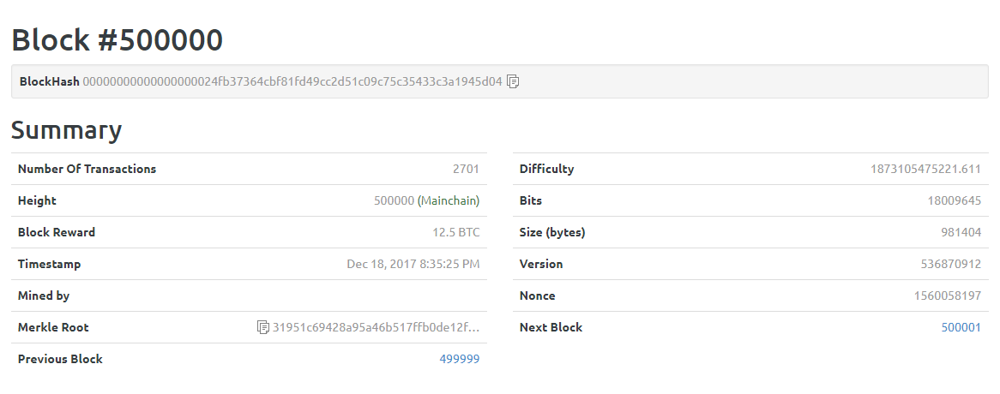 Block #500000
BlockHash 00000000000000000024fb37364cbf81fd49cc2d51c09c75c35433c3a1945d04
Summary
Number Of Transactions 2701
Height 500000 (Mainchain)
Block Reward 12.5 BTC
Timestamp Dec 18, 2017 8:35:25 PM
Mined by
Merkle Root 31951c69428a95a46b517ffb0de12f...
Previous Block 499999
Difficulty 1873105475221.611
Bits 18009645
Size (bytes) 981404
Version 536870912
Nonce 1560058197
Next Block 500001